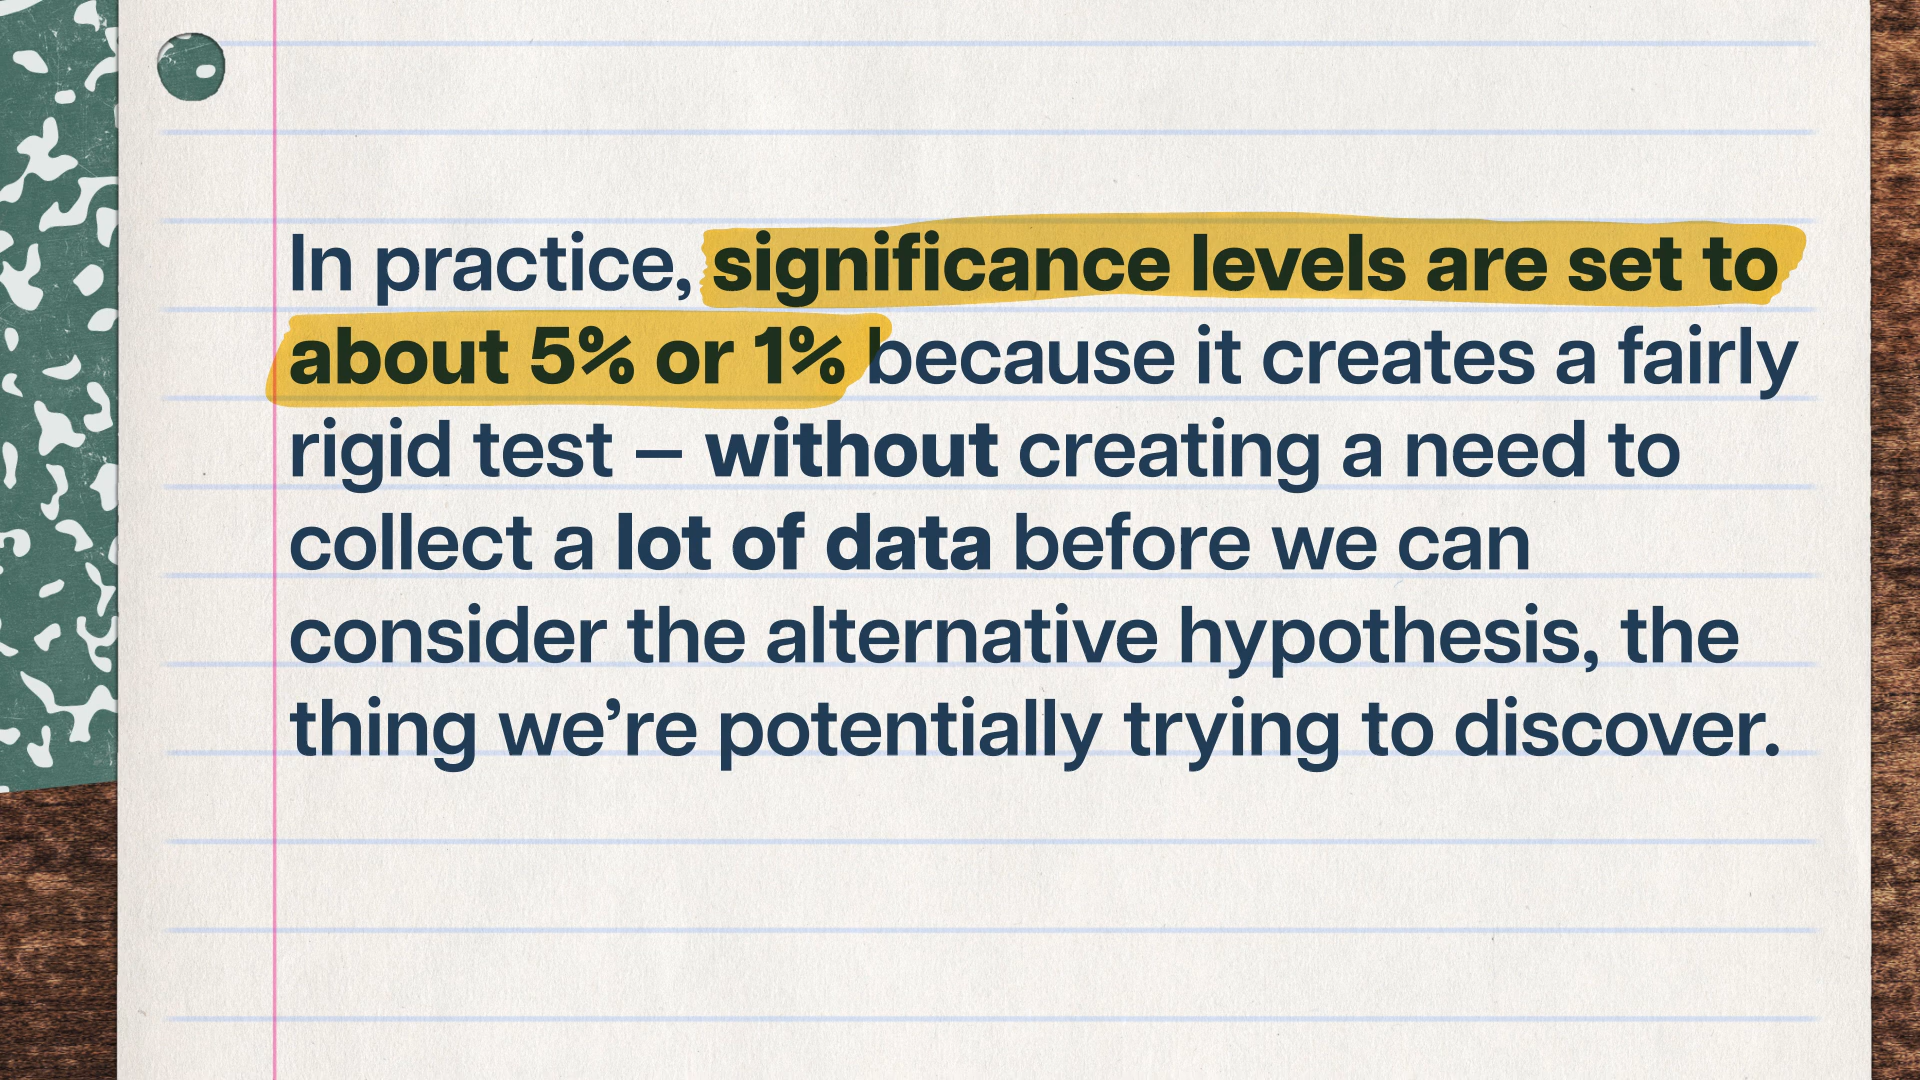 In practice, significance levels are set to
about 5% or 1% because it creates a fairly
rigid test – without creating a need to
collect a lot of data before we can
consider the alternative hypothesis, the
thing we’re potentially trying to discover.